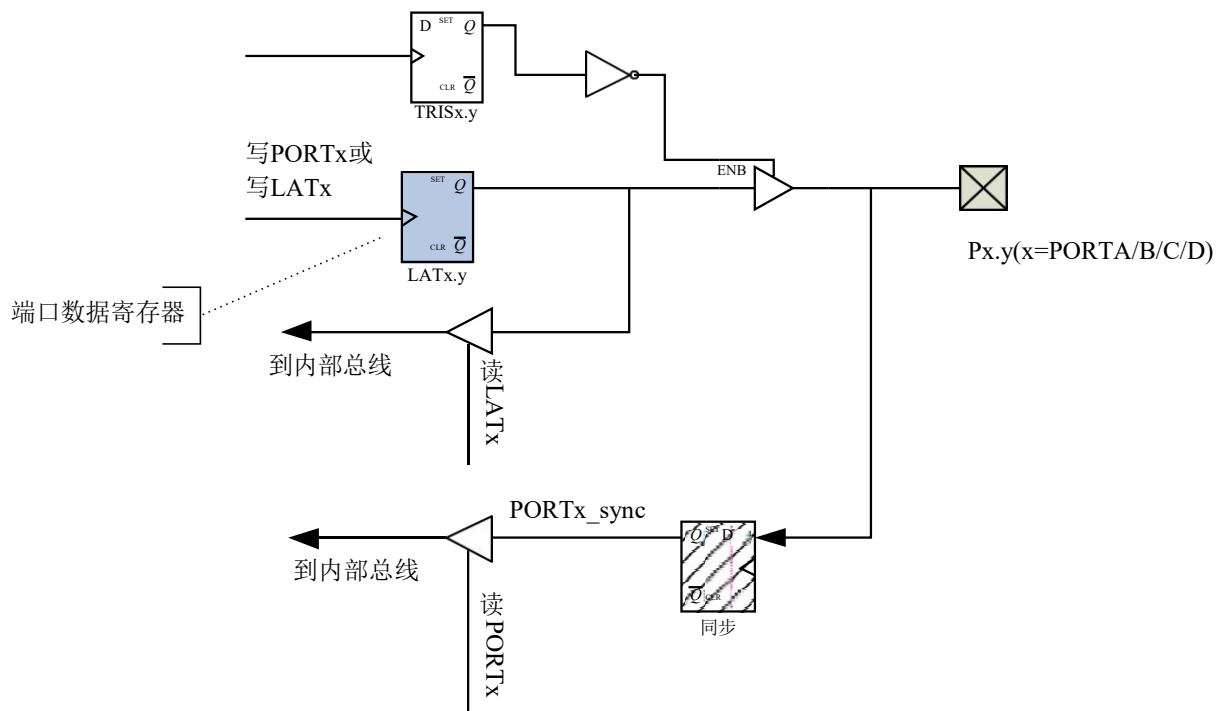 D SET Q
CLR Q̅
TRISx.y
写PORTx或
写LATx
SET Q
CLR Q̅
LATx.y
ENB
Px.y(x=PORTA/B/C/D)
端口数据寄存器
到内部总线
读LATx
PORTx_sync
Q SET D
Q̅ CLR
同步
到内部总线
读PORTx